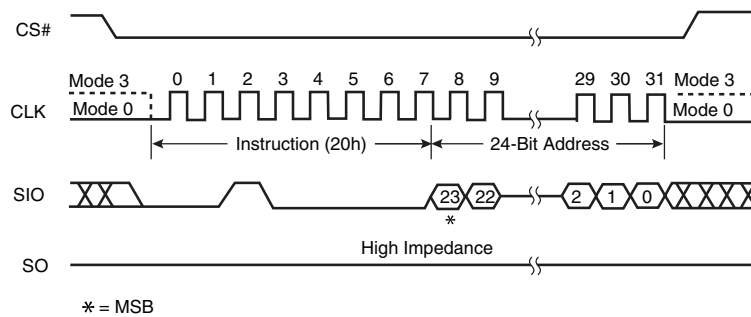 CS#
Mode 3 0 1 2 3 4 5 6 7 8 9 29 30 31 Mode 3
CLK Mode 0 Mode 0
Instruction (20h) 24-Bit Address
SIO 23 22 2 1 0
*
High Impedance
SO
* = MSB